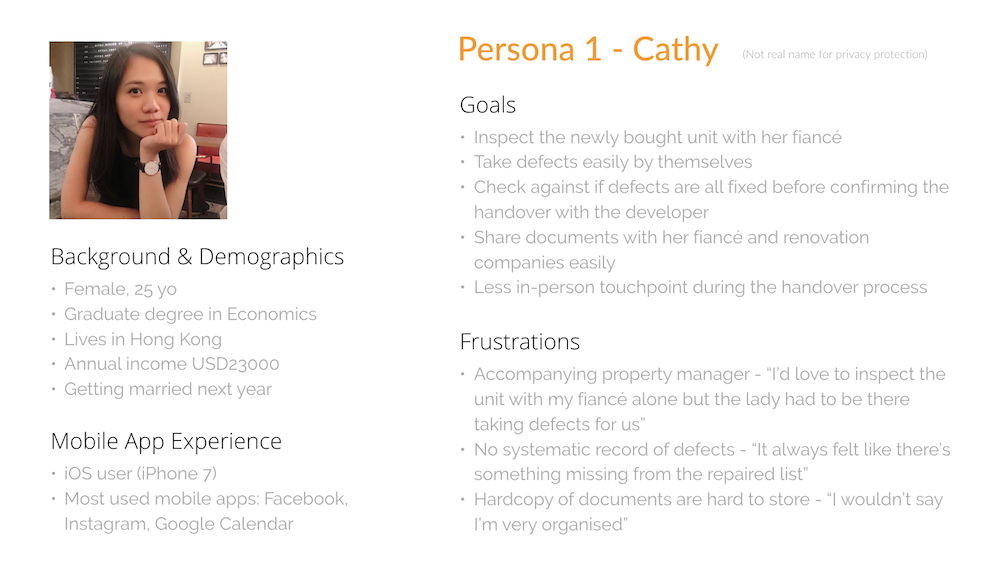 Persona 1 - Cathy (Not real name for privacy protection)
Background & Demographics
• Female, 25 yo
• Graduate degree in Economics
• Lives in Hong Kong
• Annual income USD23000
• Getting married next year
Mobile App Experience
• iOS user (iPhone 7)
• Most used mobile apps: Facebook,
Instagram, Google Calendar
Goals
• Inspect the newly bought unit with her fiancé
• Take defects easily by themselves
• Check against if defects are all fixed before confirming the
handover with the developer
• Share documents with her fiancé and renovation
companies easily
• Less in-person touchpoint during the handover process
Frustrations
• Accompanying property manager - “I’d love to inspect the
unit with my fiancé alone but the lady had to be there
taking defects for us”
• No systematic record of defects - “It always felt like there’s
something missing from the repaired list”
• Hardcopy of documents are hard to store - “I wouldn’t say
I’m very organised”